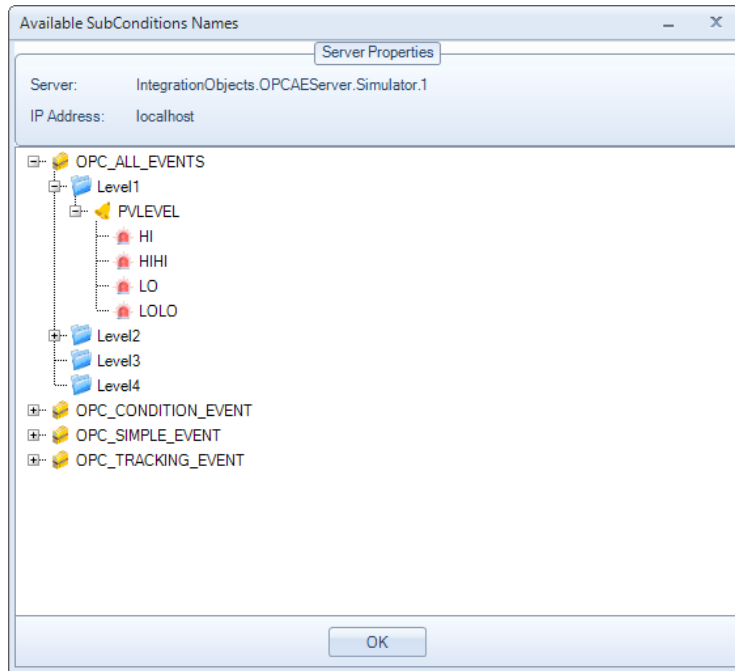 Available SubConditions Names
Server Properties
Server: IntegrationObjects.OPCAEServer.Simulator.1
IP Address: localhost
OPC_ALL_EVENTS
Level1
PVLEVEL
HI
HIHI
LO
LOLO
Level2
Level3
Level4
OPC_CONDITION_EVENT
OPC_SIMPLE_EVENT
OPC_TRACKING_EVENT
OK